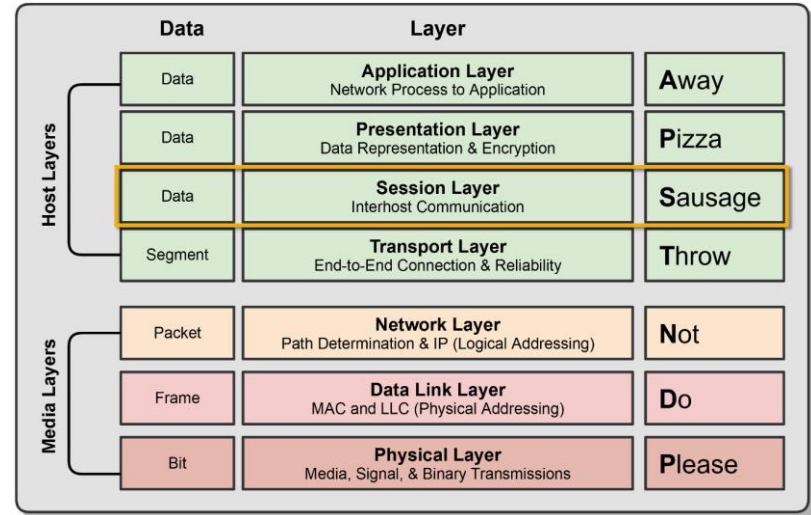 Data Layer
Host Layers
Data
Application Layer
Network Process to Application
Away
Data
Presentation Layer
Data Representation & Encryption
Pizza
Data
Session Layer
Interhost Communication
Sausage
Segment
Transport Layer
End-to-End Connection & Reliability
Throw
Media Layers
Packet
Network Layer
Path Determination & IP (Logical Addressing)
Not
Frame
Data Link Layer
MAC and LLC (Physical Addressing)
Do
Bit
Physical Layer
Media, Signal, & Binary Transmissions
Please